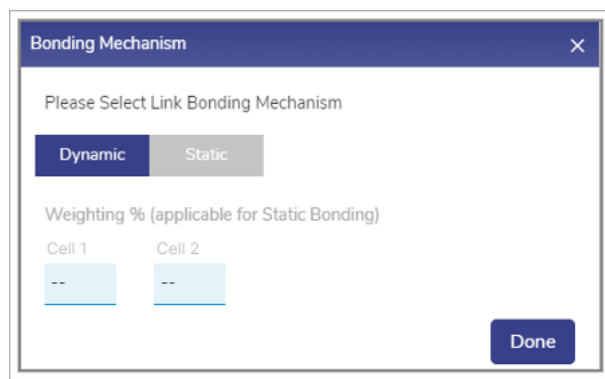 Bonding Mechanism ×
Please Select Link Bonding Mechanism
Dynamic Static
Weighting % (applicable for Static Bonding)
Cell 1 Cell 2
-- --
Done